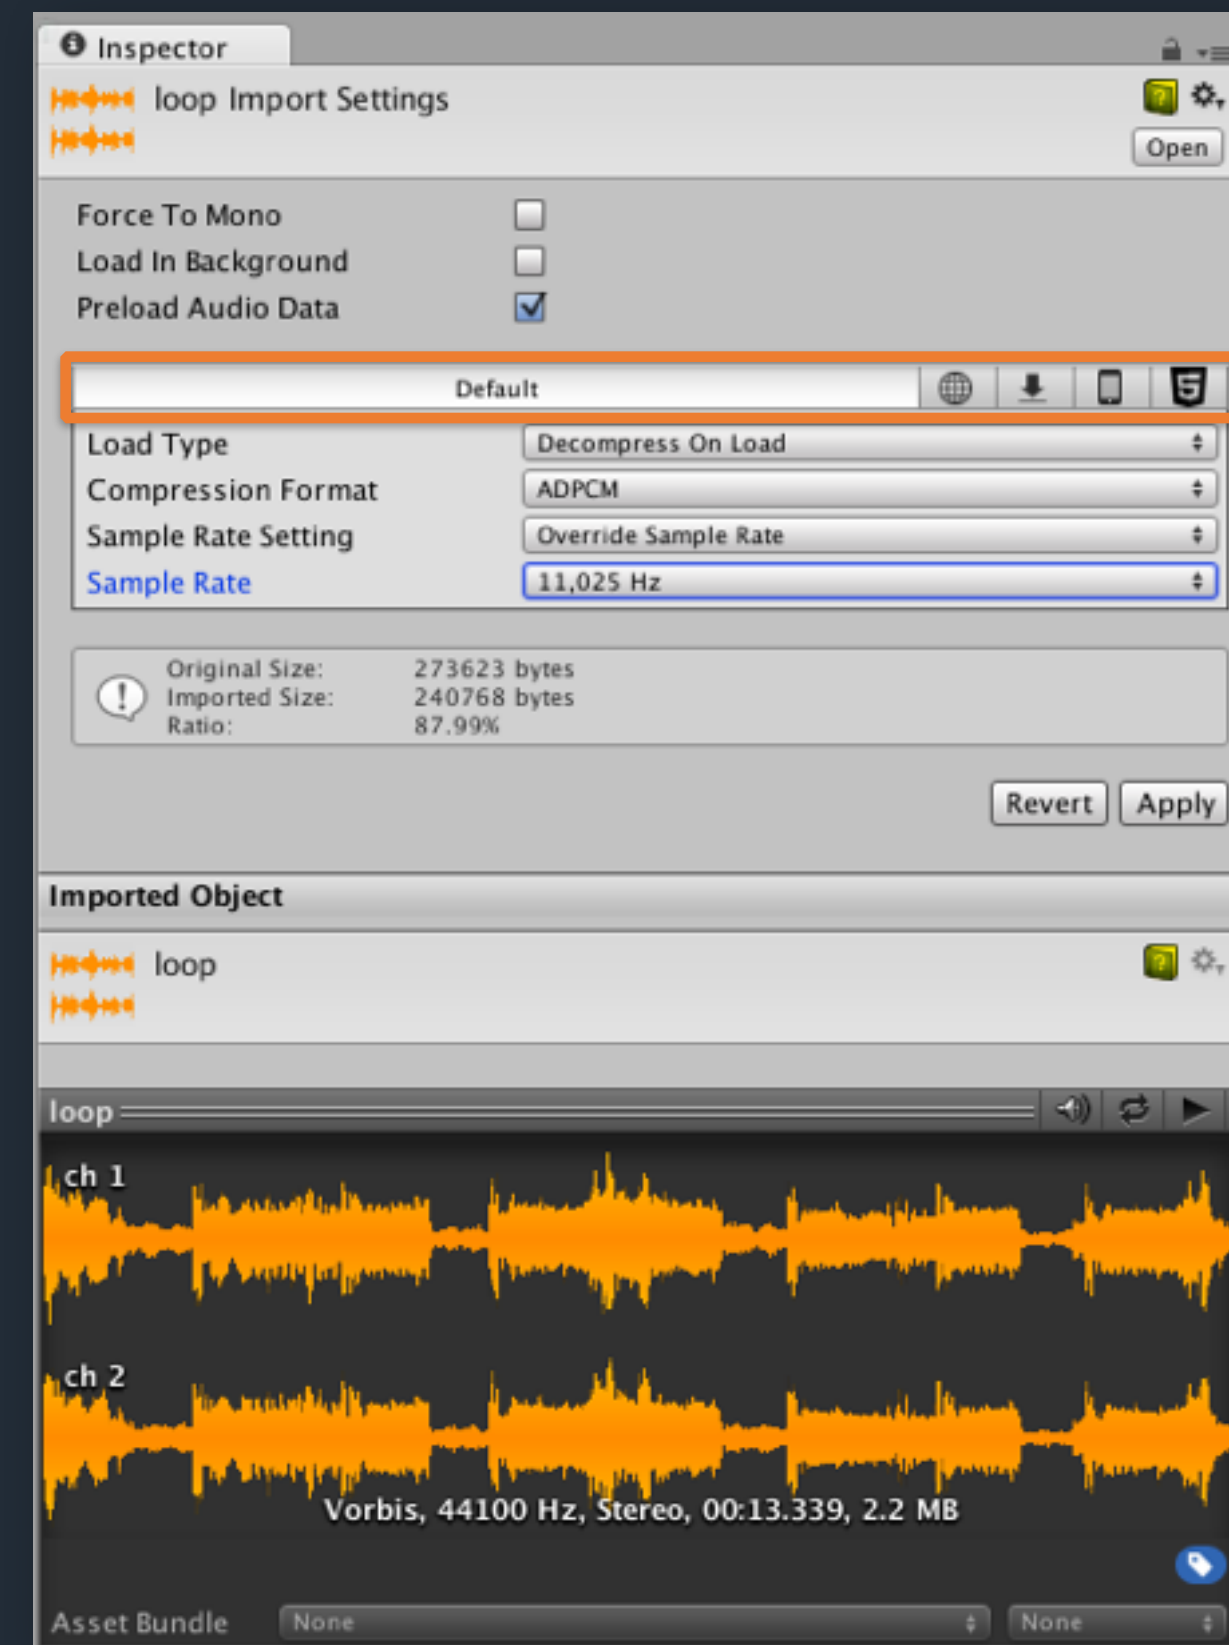 Inspector
loop Import Settings
Open
Force To Mono
Load In Background
Preload Audio Data
Default
Load Type Decompress On Load
Compression Format ADPCM
Sample Rate Setting Override Sample Rate
Sample Rate 11,025 Hz
Original Size: 273623 bytes
Imported Size: 240768 bytes
Ratio: 87.99%
Revert Apply
Imported Object
loop
loop
ch 1
ch 2
Vorbis, 44100 Hz, Stereo, 00:13.339, 2.2 MB
Asset Bundle None None